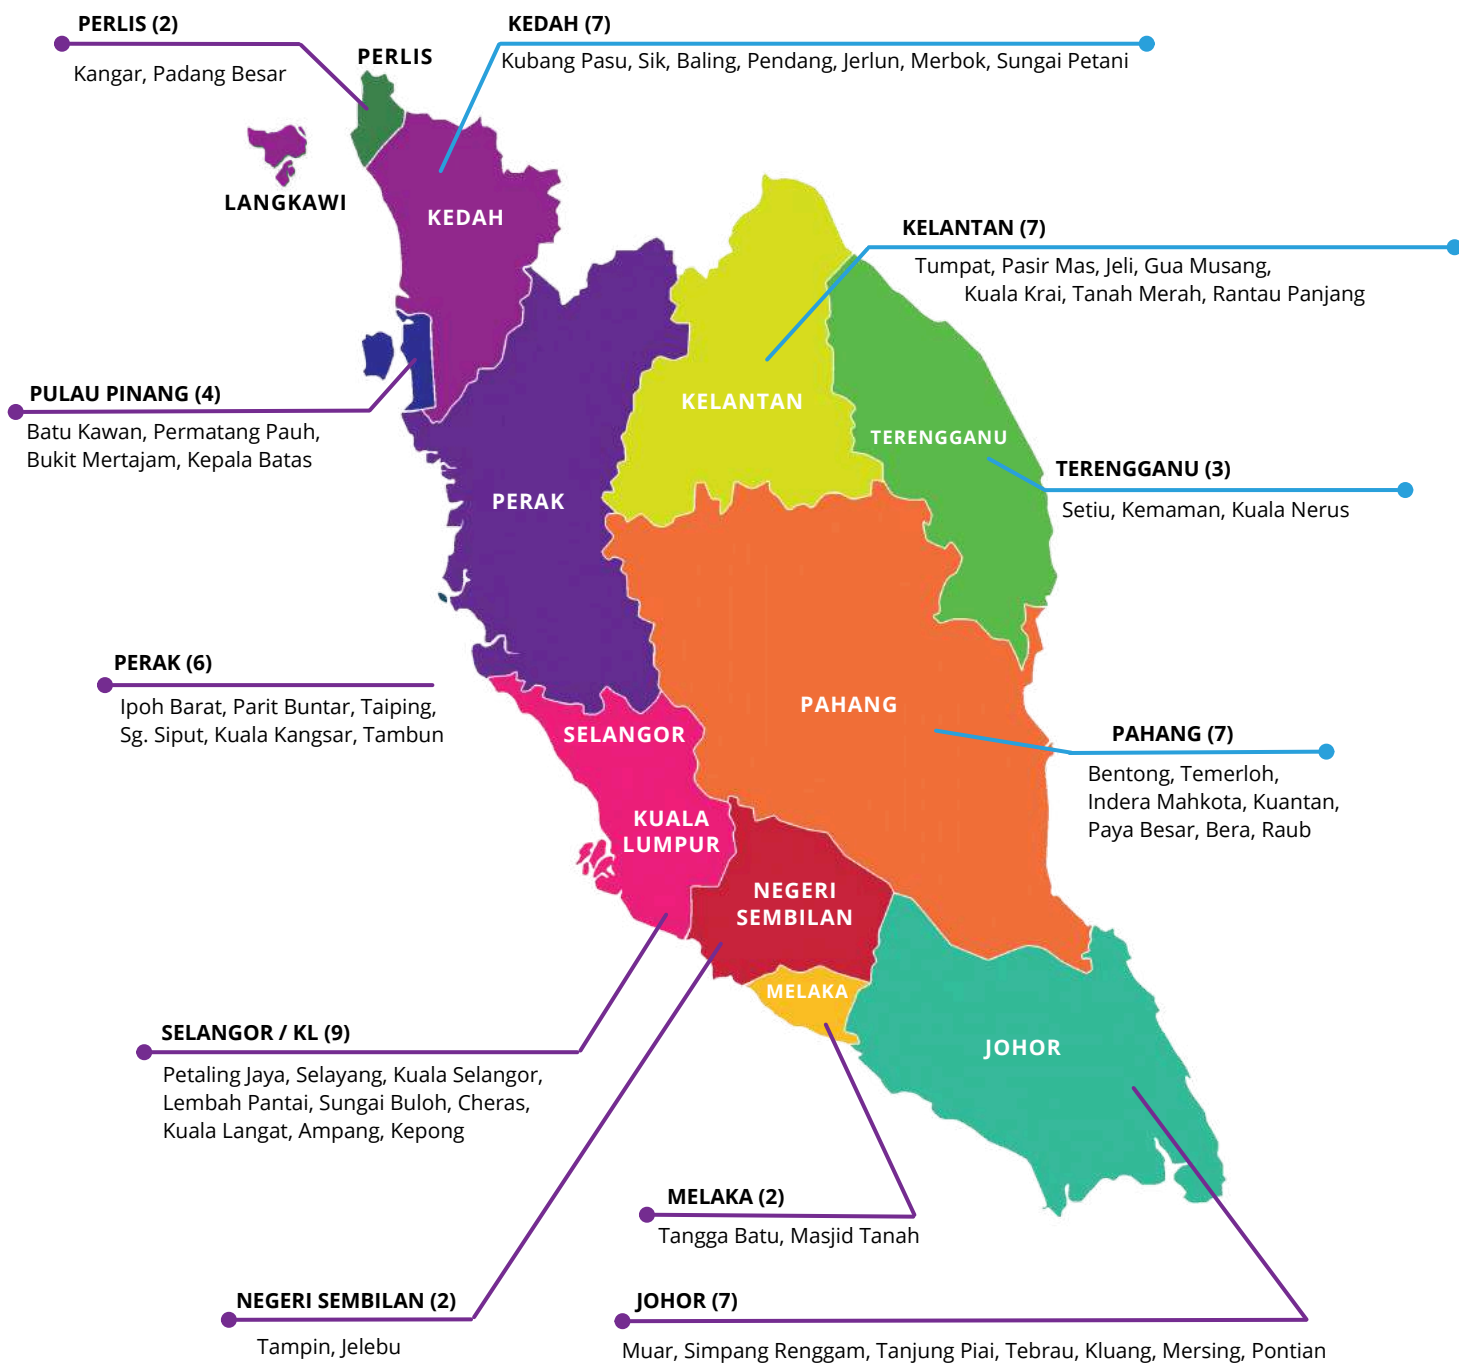 PERLIS (2)
Kangar, Padang Besar
KEDAH (7)
Kubang Pasu, Sik, Baling, Pendang, Jerlun, Merbok, Sungai Petani
PERLIS
LANGKAWI
KEDAH
KELANTAN (7)
Tumpat, Pasir Mas, Jeli, Gua Musang,
Kuala Krai, Tanah Merah, Rantau Panjang
PULAU PINANG (4)
Batu Kawan, Permatang Pauh,
Bukit Mertajam, Kepala Batas
KELANTAN
TERENGGANU
TERENGGANU (3)
Setiu, Kemaman, Kuala Nerus
PERAK
PERAK (6)
Ipoh Barat, Parit Buntar, Taiping,
Sg. Siput, Kuala Kangsar, Tambun
PAHANG
SELANGOR
PAHANG (7)
Bentong, Temerloh,
Indera Mahkota, Kuantan,
Paya Besar, Bera, Raub
KUALA
LUMPUR
NEGERI
SEMBILAN
MELAKA
JOHOR
SELANGOR / KL (9)
Petaling Jaya, Selayang, Kuala Selangor,
Lembah Pantai, Sungai Buloh, Cheras,
Kuala Langat, Ampang, Kepong
MELAKA (2)
Tangga Batu, Masjid Tanah
NEGERI SEMBILAN (2)
Tampin, Jelebu
JOHOR (7)
Muar, Simpang Renggam, Tanjung Piai, Tebrau, Kluang, Mersing, Pontian